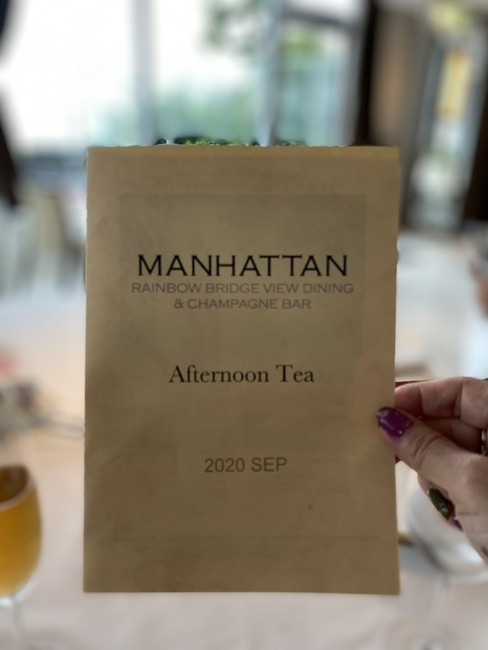 MANHATTAN
RAINBOW BRIDGE VIEW DINING
& CHAMPAGNE BAR
Afternoon Tea
2020 SEP